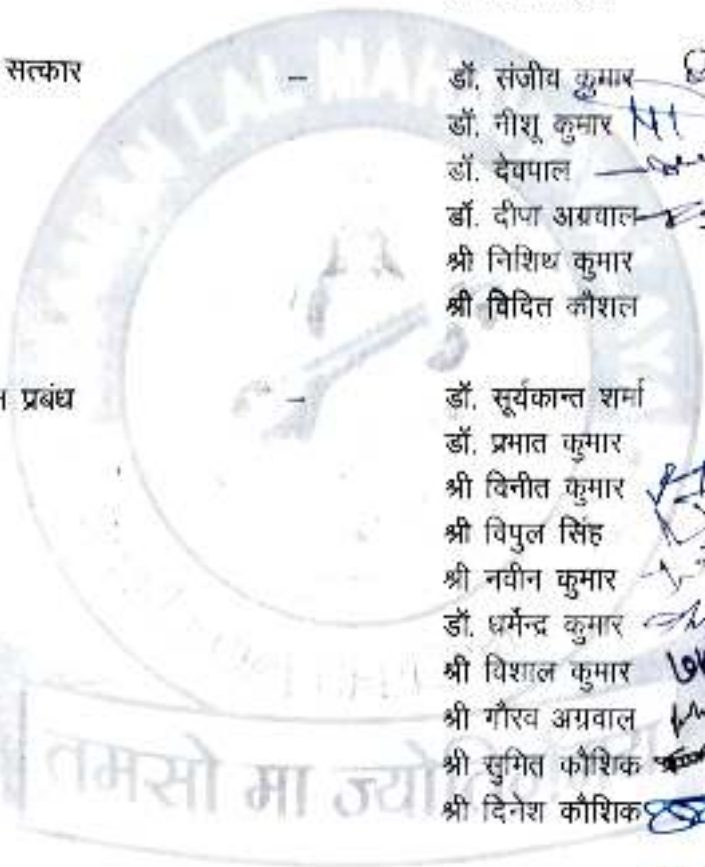 सत्कार – डॉ. संजीव कुमार
डॉ. नीशू कुमार
डॉ. देवपाल
डॉ. दीपा अग्रवाल
श्री निशिथ कुमार
श्री विदित कौशल
प्रबंध – डॉ. सूर्यकान्त शर्मा
डॉ. प्रभात कुमार
श्री विनीत कुमार
श्री विपुल सिंह
श्री नवीन कुमार
डॉ. धर्मेन्द्र कुमार
श्री विशाल कुमार
श्री गौरव अग्रवाल
श्री सुमित कौशिक
श्री दिनेश कौशिक
तमसो मा